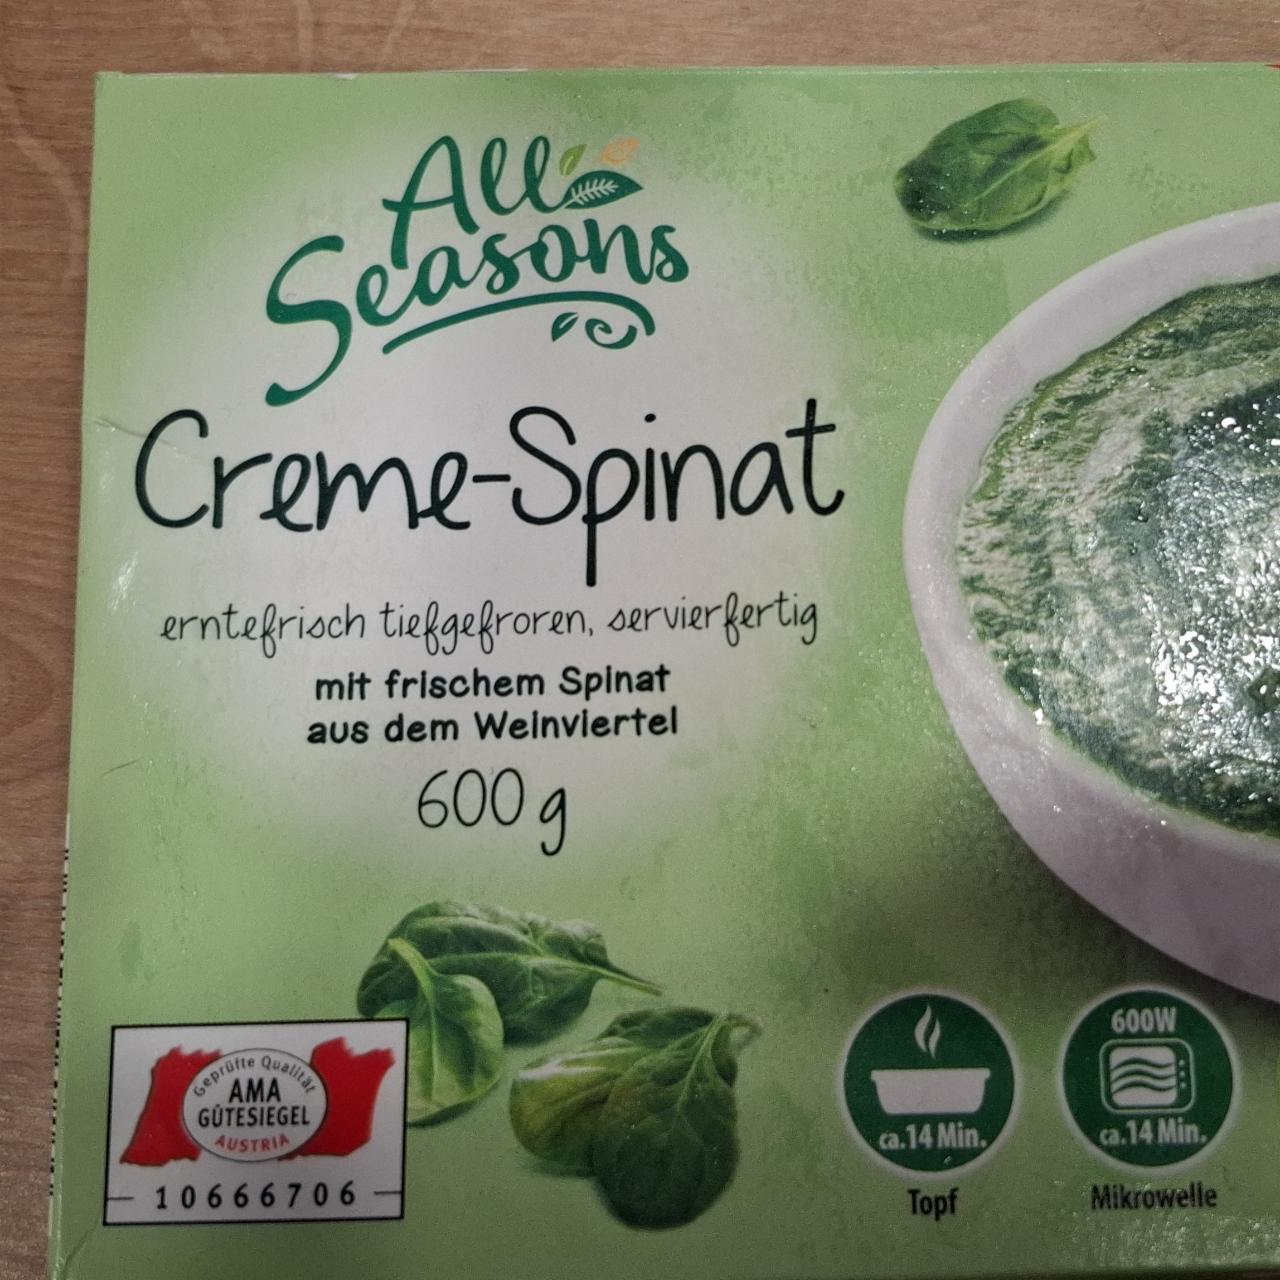 All
Seasons
Creme-Spinat
erntefrisch tiefgefroren, servierfertig
mit frischem Spinat
aus dem Weinviertel
600 g
Geprüfte Qualität
AMA
GÜTESIEGEL
AUSTRIA
10666706
ca.14 Min.
Topf
600W
ca.14 Min.
Mikrowelle